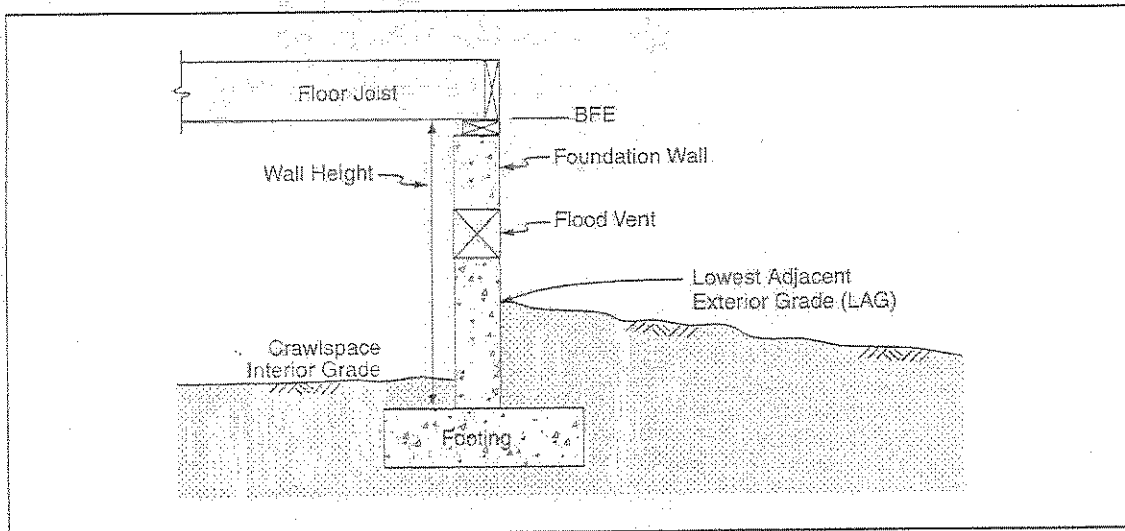 Floor Joist
BFE
Wall Height
Foundation Wall
Flood Vent
Lowest Adjacent
Exterior Grade (LAG)
Crawlspace
Interior Grade
Footing